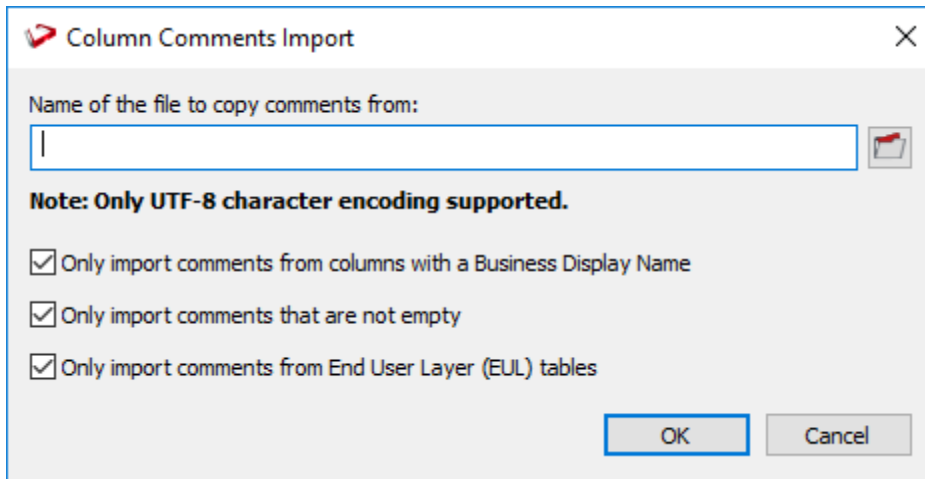 Column Comments Import
Name of the file to copy comments from:
Note: Only UTF-8 character encoding supported.
Only import comments from columns with a Business Display Name
Only import comments that are not empty
Only import comments from End User Layer (EUL) tables
OK Cancel